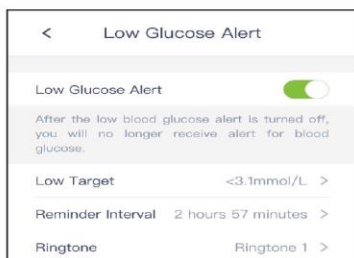 < Low Glucose Alert
Low Glucose Alert
After the low blood glucose alert is turned off,
you will no longer receive alert for blood
glucose.
Low Target <3.1mmol/L >
Reminder Interval 2 hours 57 minutes >
Ringtone Ringtone 1 >